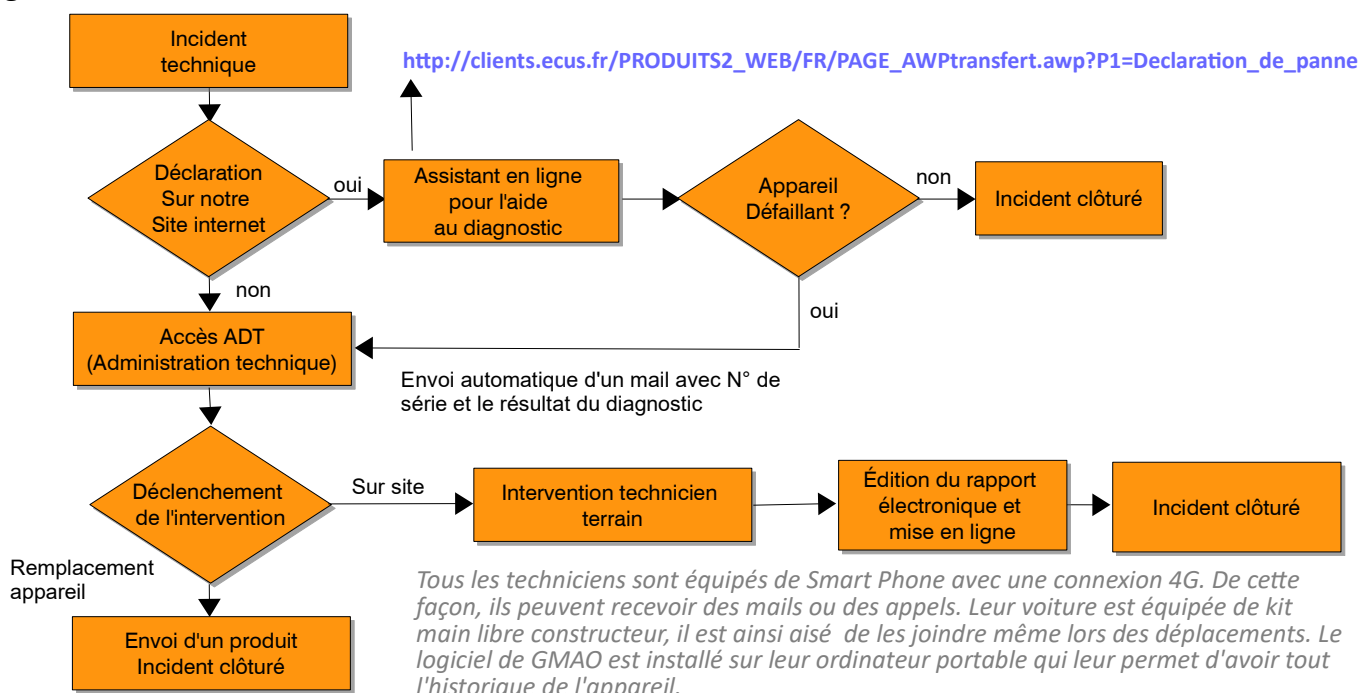 Incident
technique
http://clients.ecus.fr/PRODUITS2_WEB/FR/PAGE_AWPtransfert.awp?P1=Declaration_de_panne
Déclaration
Sur notre
Site internet
oui
Assistant en ligne
pour l'aide
au diagnostic
Appareil
Défaillant ?
non
Incident clôturé
non
oui
Accès ADT
(Administration technique)
Envoi automatique d'un mail avec N° de
série et le résultat du diagnostic
Déclenchement
de l'intervention
Sur site
Intervention technicien
terrain
Édition du rapport
électronique et
mise en ligne
Incident clôturé
Remplacement
appareil
Envoi d'un produit
Incident clôturé
Tous les techniciens sont équipés de Smart Phone avec une connexion 4G. De cette
façon, ils peuvent recevoir des mails ou des appels. Leur voiture est équipée de kit
main libre constructeur, il est ainsi aisé de les joindre même lors des déplacements. Le
logiciel de GMAO est installé sur leur ordinateur portable qui leur permet d'avoir tout
l'historique de l'appareil.